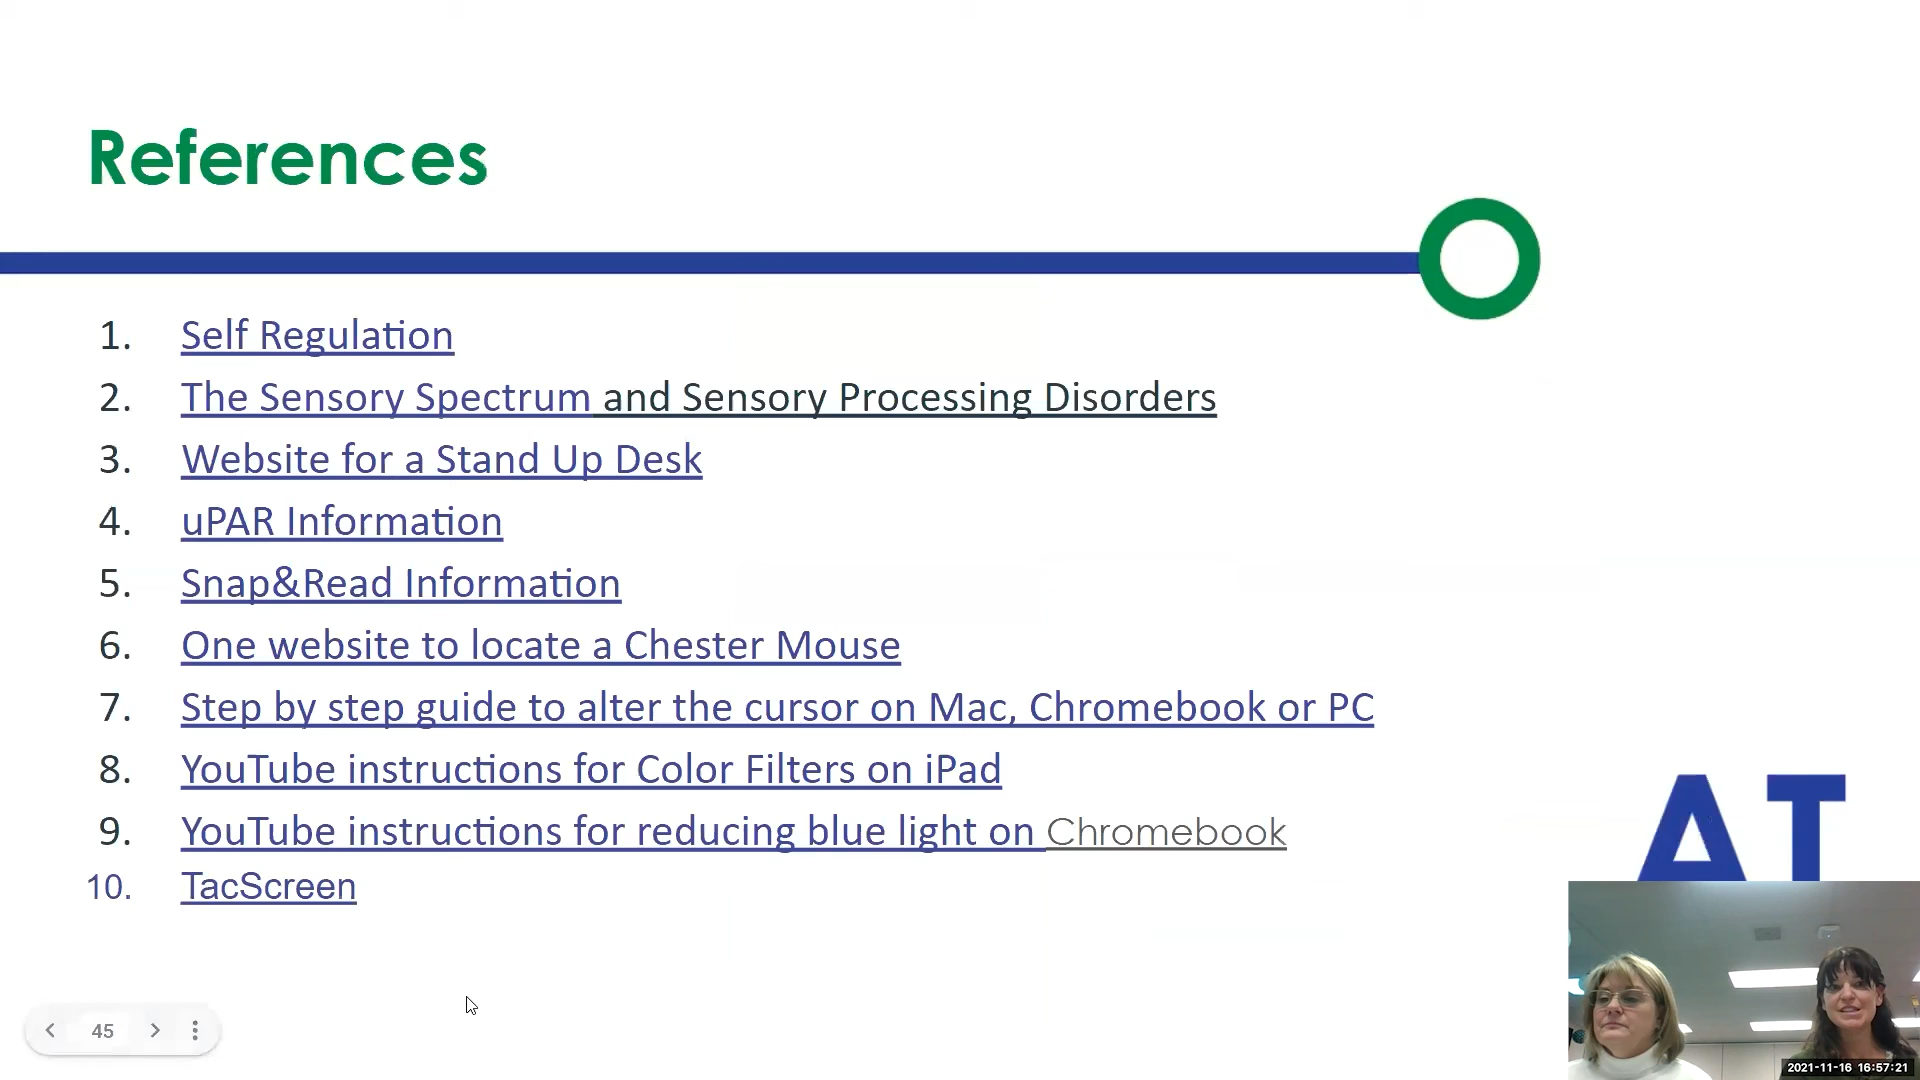 References
1. Self Regulation
2. The Sensory Spectrum and Sensory Processing Disorders
3. Website for a Stand Up Desk
4. uPAR Information
5. Snap&Read Information
6. One website to locate a Chester Mouse
7. Step by step guide to alter the cursor on Mac, Chromebook or PC
8. YouTube instructions for Color Filters on iPad
9. YouTube instructions for reducing blue light on Chromebook
10. TacScreen
AT
45
2021-11-16 16:57:21